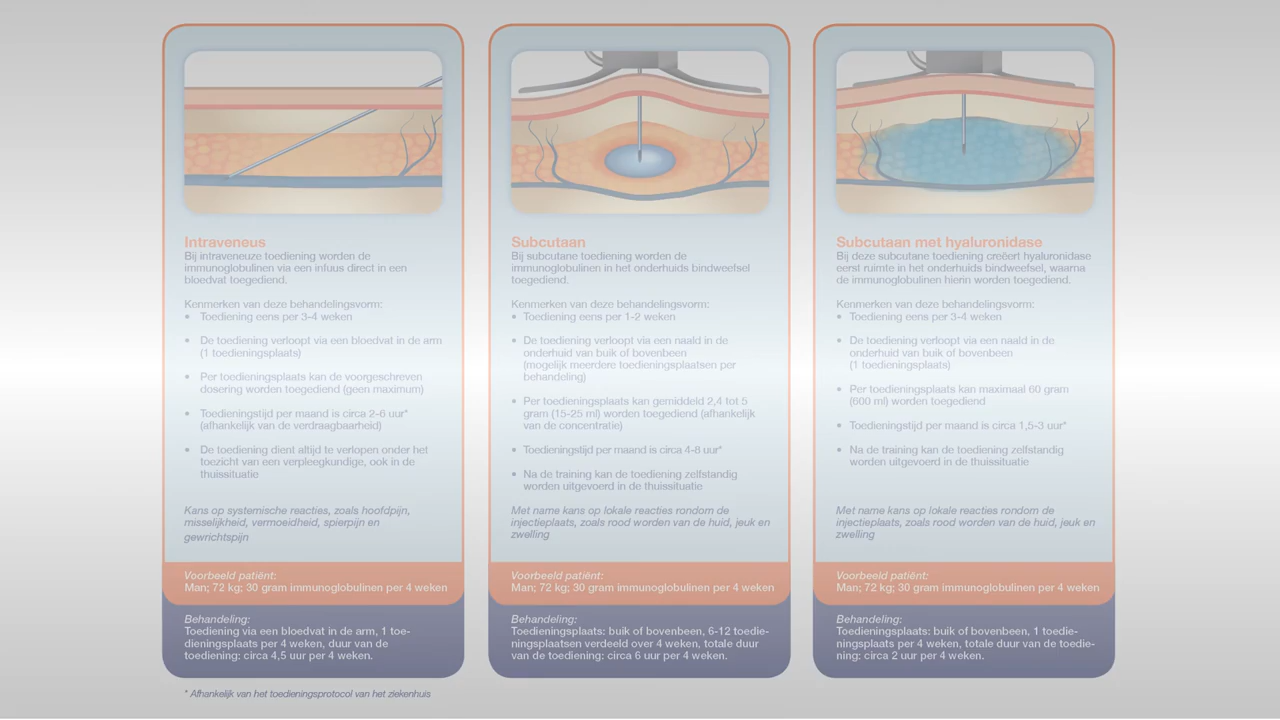 Intraveneus
Bij intraveneuze toediening worden de
immunoglobulinen via een infuus direct in een
bloedvat toegediend.
Kenmerken van deze behandelingsvorm:
• Toediening eens per 3-4 weken
• De toediening verloopt via een bloedvat in de arm
(1 toedieningsplaats)
• Per toedieningsplaats kan de voorgeschreven
dosering worden toegediend (geen maximum)
• Toedieningstijd per maand is circa 2-6 uur*
(afhankelijk van de verdraagbaarheid)
• De toediening dient altijd te verlopen onder het
toezicht van een verpleegkundige, ook in de
thuissituatie
Kans op systemische reacties, zoals hoofdpijn,
misselijkheid, vermoeidheid, spierpijn en
gewrichtspijn
Voorbeeld patiënt:
Man; 72 kg; 30 gram immunoglobulinen per 4 weken
Behandeling:
Toediening via een bloedvat in de arm, 1 toe-
dieningsplaats per 4 weken, duur van de
toediening: circa 4,5 uur per 4 weken.
* Afhankelijk van het toedieningsprotocol van het ziekenhuis
Subcutaan
Bij subcutane toediening worden de
immunoglobulinen in het onderhuids bindweefsel
toegediend.
Kenmerken van deze behandelingsvorm:
• Toediening eens per 1-2 weken
• De toediening verloopt via een naald in de
onderhuid van buik of bovenbeen
(mogelijk meerdere toedieningsplaatsen per
behandeling)
• Per toedieningsplaats kan gemiddeld 2,4 tot 5
gram (15-25 ml) worden toegediend (afhankelijk
van de concentratie)
• Toedieningstijd per maand is circa 4-8 uur*
• Na de training kan de toediening zelfstandig
worden uitgevoerd in de thuissituatie
Met name kans op lokale reacties rondom de
injectieplaats, zoals rood worden van de huid, jeuk en
zwelling
Voorbeeld patiënt:
Man; 72 kg; 30 gram immunoglobulinen per 4 weken
Behandeling:
Toedieningsplaats: buik of bovenbeen, 6-12 toedie-
ningsplaatsen verdeeld over 4 weken, totale duur
van de toediening: circa 6 uur per 4 weken.
Subcutaan met hyaluronidase
Bij deze subcutane toediening creëert hyaluronidase
eerst ruimte in het onderhuids bindweefsel, waarna
de immunoglobulinen hierin worden toegediend.
Kenmerken van deze behandelingsvorm:
• Toediening eens per 3-4 weken
• De toediening verloopt via een naald in de
onderhuid van buik of bovenbeen
(1 toedieningsplaats)
• Per toedieningsplaats kan maximaal 60 gram
(600 ml) worden toegediend
• Toedieningstijd per maand is circa 1,5-3 uur*
• Na de training kan de toediening zelfstandig
worden uitgevoerd in de thuissituatie
Met name kans op lokale reacties rondom de
injectieplaats, zoals rood worden van de huid, jeuk en
zwelling
Voorbeeld patiënt:
Man; 72 kg; 30 gram immunoglobulinen per 4 weken
Behandeling:
Toedieningsplaats: buik of bovenbeen, 1 toedie-
ningsplaats per 4 weken, totale duur van de toedie-
ning: circa 2 uur per 4 weken.